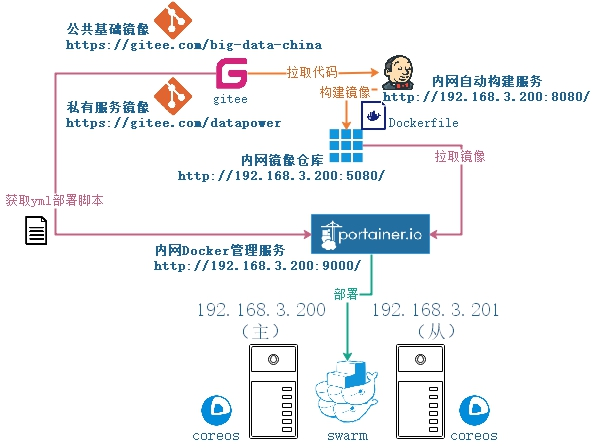 公共基础镜像
https://gitee.com/big-data-china
gitee
拉取代码
私有服务镜像
https://gitee.com/datapower
内网自动构建服务
http://192.168.3.200:8080/
构建镜像
Dockerfile
内网镜像仓库
http://192.168.3.200:5080/
拉取镜像
获取yml部署脚本
portainer.io
内网Docker管理服务
http://192.168.3.200:9000/
部署
192.168.3.200
(主)
192.168.3.201
(从)
coreos
swarm
coreos